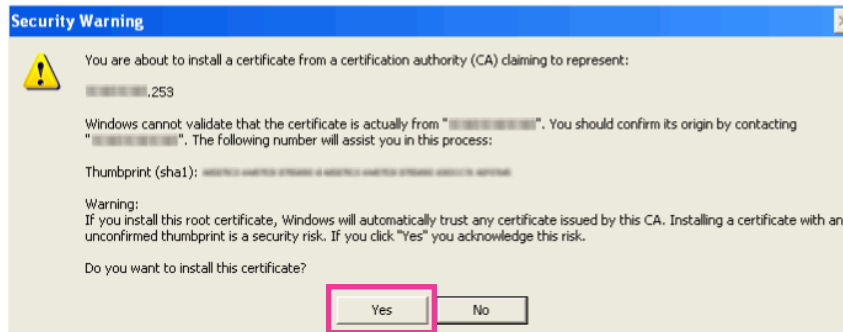 Security Warning
You are about to install a certificate from a certification authority (CA) claiming to represent:
.253
Windows cannot validate that the certificate is actually from "". You should confirm its origin by contacting
"". The following number will assist you in this process:
Thumbprint (sha1):
Warning:
If you install this root certificate, Windows will automatically trust any certificate issued by this CA. Installing a certificate with an
unconfirmed thumbprint is a security risk. If you click "Yes" you acknowledge this risk.
Do you want to install this certificate?
Yes No